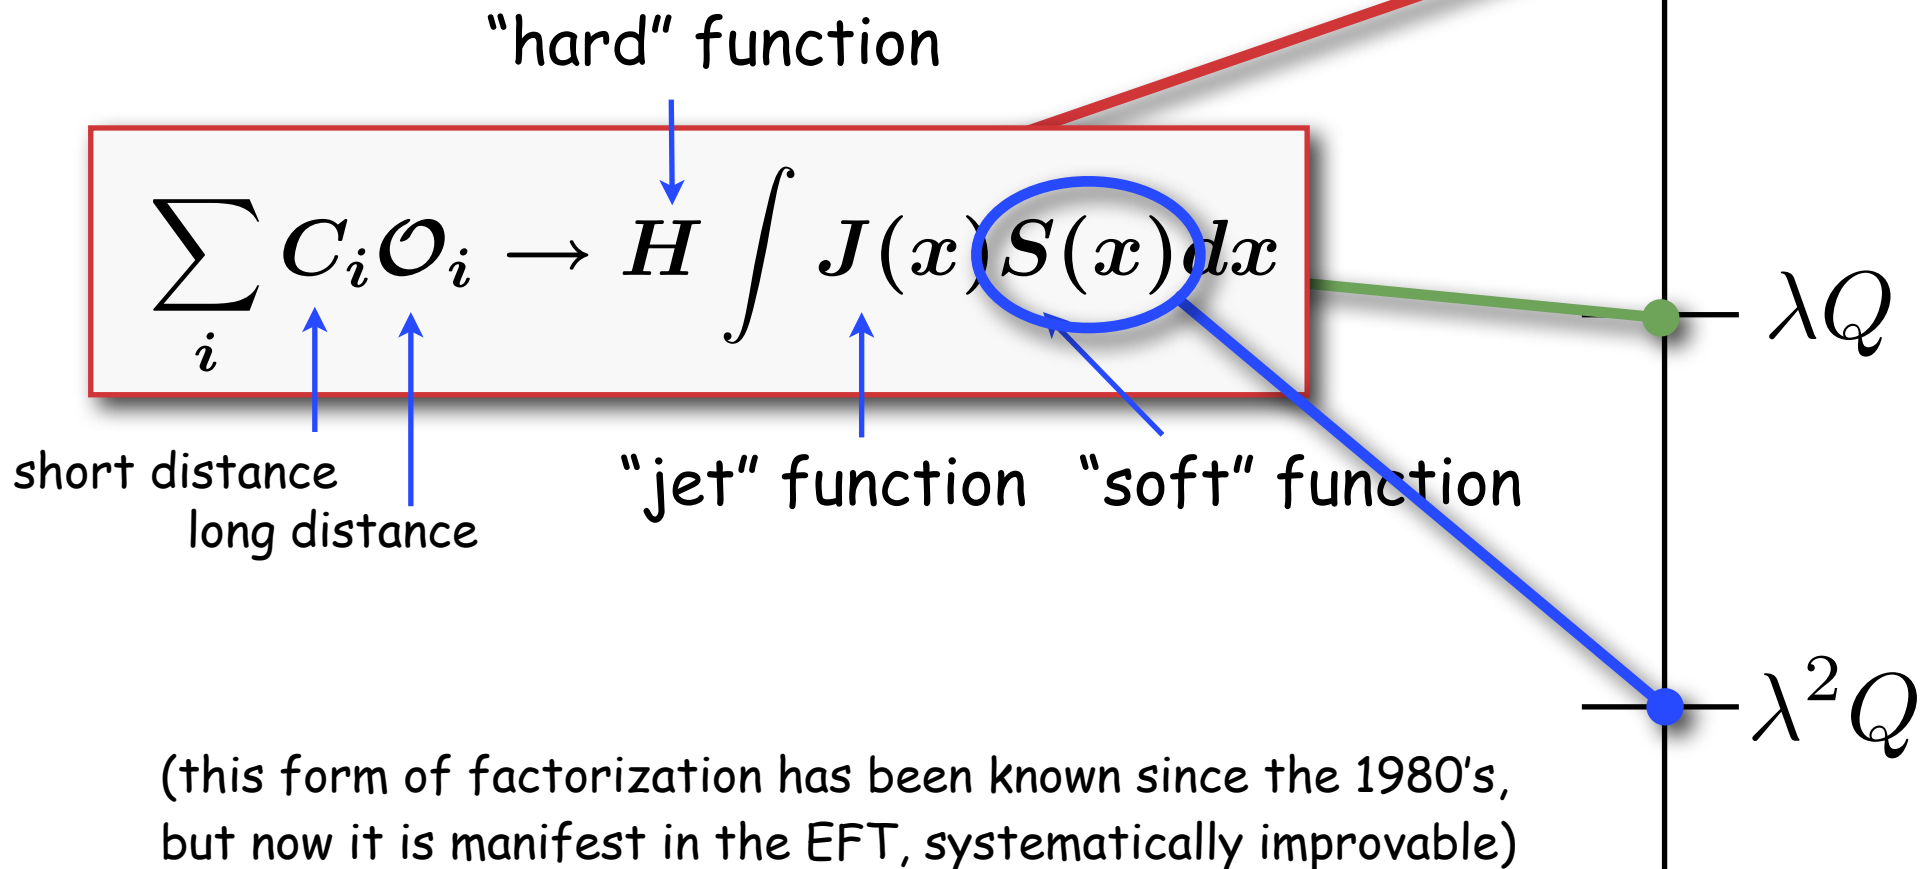 “hard” function
∑_i C_i 𝒪_i → H ∫ J(x)S(x)dx
λQ
short distance
“jet” function “soft” function
long distance
λ²Q
(this form of factorization has been known since the 1980's,
but now it is manifest in the EFT, systematically improvable)